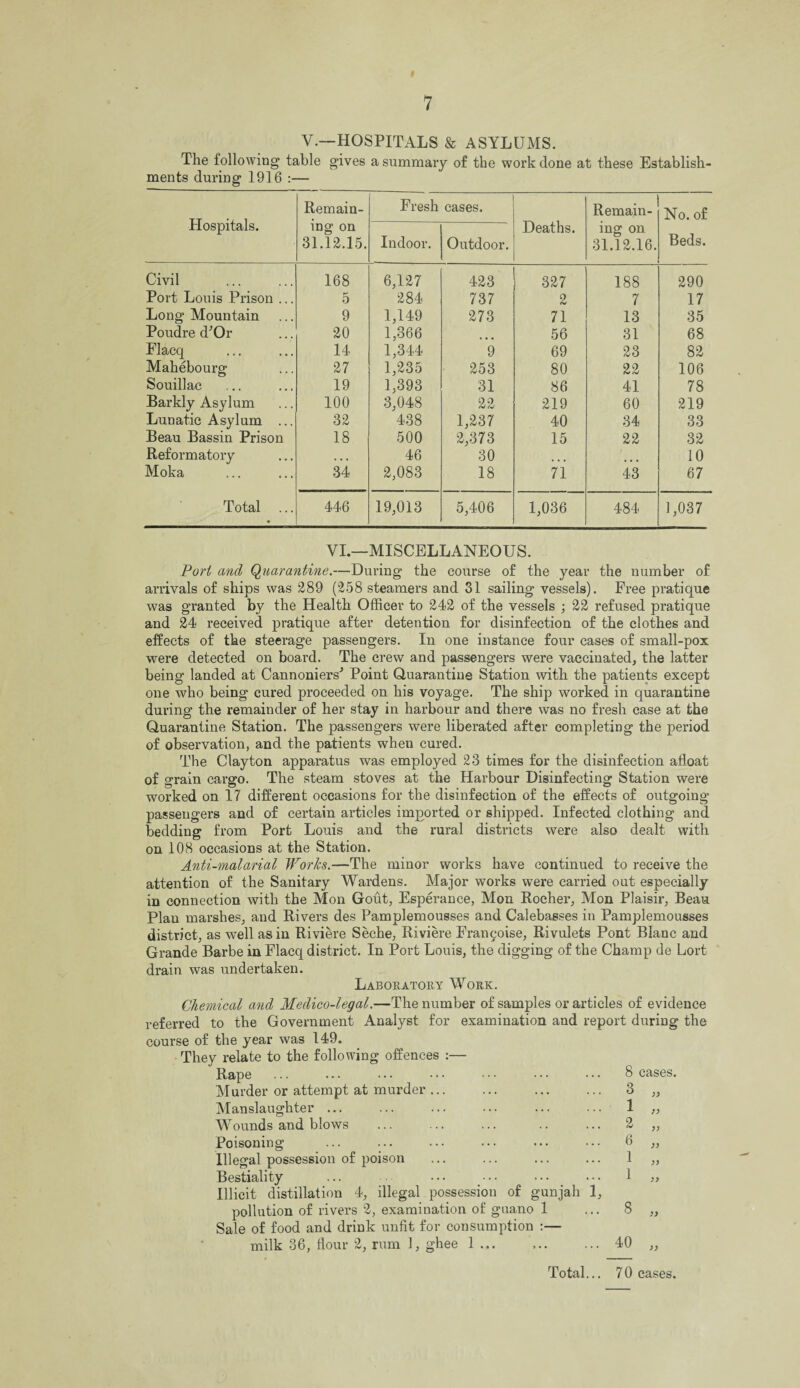 7
V.—HOSPITALS & ASYLUMS.
The following table gives a summary of the work done at these Establish-
ments during 1916 :—
Hospitals. | Remain-ing on 31.12.15. | Fresh cases. Indoor. | Outdoor. | Deaths. | Remain-ing on 31.12.16. | No. of Beds.
Civil ... ... 168 6,127 423 327 188 290
Port Louis Prison ... 5 284 737 2 7 17
Long Mountain ... 9 1,149 273 71 13 35
Poudre d'Or ... 20 1,366 ... 56 31 68
Flacq ... ... 14 1,344 9 69 23 82
Mahébourg ... 27 1,235 253 80 22 106
Souillac ... ... 19 1,393 31 86 41 78
Barkly Asylum ... 100 3,048 22 219 60 219
Lunatic Asylum ... 32 438 1,237 40 34 33
Beau Bassin Prison 18 500 2,373 15 22 32
Reformatory ... ... 46 30 ... ... 10
Moka ... ... 34 2,083 18 71 43 67
Total ... 446 19,013 5,406 1,036 484 1,037
VI.—MISCELLANEOUS.
Port and Quarantine.—During the course of the year the number of
arrivals of ships was 289 (258 steamers and 31 sailing vessels). Free pratique
was granted by the Health Officer to 242 of the vessels ; 22 refused pratique
and 24 received pratique after detention for disinfection of the clothes and
effects of the steerage passengers. In one instance four cases of small-pox
were detected on board. The crew and passengers were vaccinated, the latter
being landed at Cannoniers' Point Quarantine Station with the patients except
one who being cured proceeded on his voyage. The ship worked in quarantine
during the remainder of her stay in harbour and there was no fresh case at the
Quarantine Station. The passengers were liberated after completing the period
of observation, and the patients when cured.
The Clayton apparatus was employed 23 times for the disinfection afloat
of grain cargo. The steam stoves at the Harbour Disinfecting Station were
worked on 17 different occasions for the disinfection of the effects of outgoing
passengers and of certain articles imported or shipped. Infected clothing and
bedding from Port Louis and the rural districts were also dealt with
on 108 occasions at the Station.
Anti-malarial Works.—The minor works have continued to receive the
attention of the Sanitary Wardens. Major works were carried out especially
in connection with the Mon Goût, Espérance, Mon Rocher, Mon Plaisir, Beau
Plan marshes, and Rivers des Pamplemousses and Calebasses in Pamplemousses
district, as well as in Rivière Sèche, Rivière Françoise, Rivulets Pont Blanc and
Grande Barbe in Flacq district. In Port Louis, the digging of the Champ de Lort
drain was undertaken.
Laboratory Work.
Chemical and Medico-legal.—The number of samples or articles of evidence
referred to the Government Analyst for examination and report during the
course of the year was 149.
They relate to the following offences :—
Rape ... ... ... ... ... ... ... 8 cases.
Murder or attempt at murder ... ... ... ... 3 „
Manslaughter ... ... ... ... ... ... 1 „
Wounds and blows ... ... ... .. ... 2 „
Poisoning ... ... ... ... ... ... 6 „
Illegal possession of poison ... ... ... ... 1 „
Bestiality ... ... ... ... ... ... 1 „
Illicit distillation 4, illegal possession of gunjah 1,
pollution of rivers 2, examination of guano 1 ... 8 „
Sale of food and drink unfit for consumption :—
milk 36, flour 2, rum 1, ghee 1 ... ... ... 40 „
Total... 70 cases.